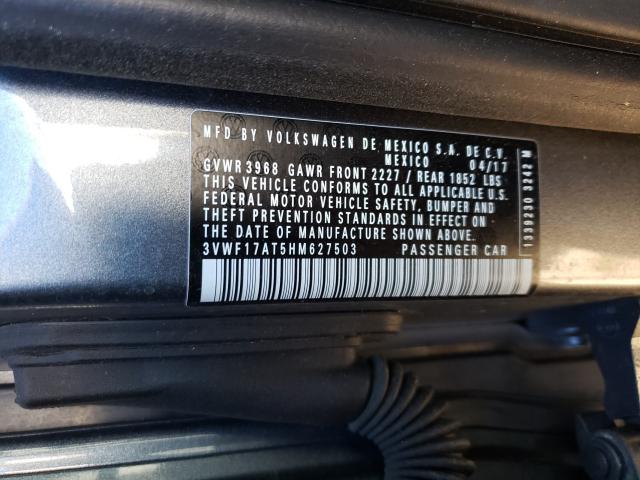 MFD BY VOLKSWAGEN DE MEXICO S.A. DE C.V.
MEXICO 04/17
GVWR 3968 GAWR FRONT 2227 / REAR 1852 LBS
THIS VEHICLE CONFORMS TO ALL APPLICABLE U.S.
FEDERAL MOTOR VEHICLE SAFETY, BUMPER AND
THEFT PREVENTION STANDARDS IN EFFECT ON
THE DATE OF MANUFACTURE SHOWN ABOVE.
3VWF17AT5HM627503 PASSENGER CAR
1339230 3247 M